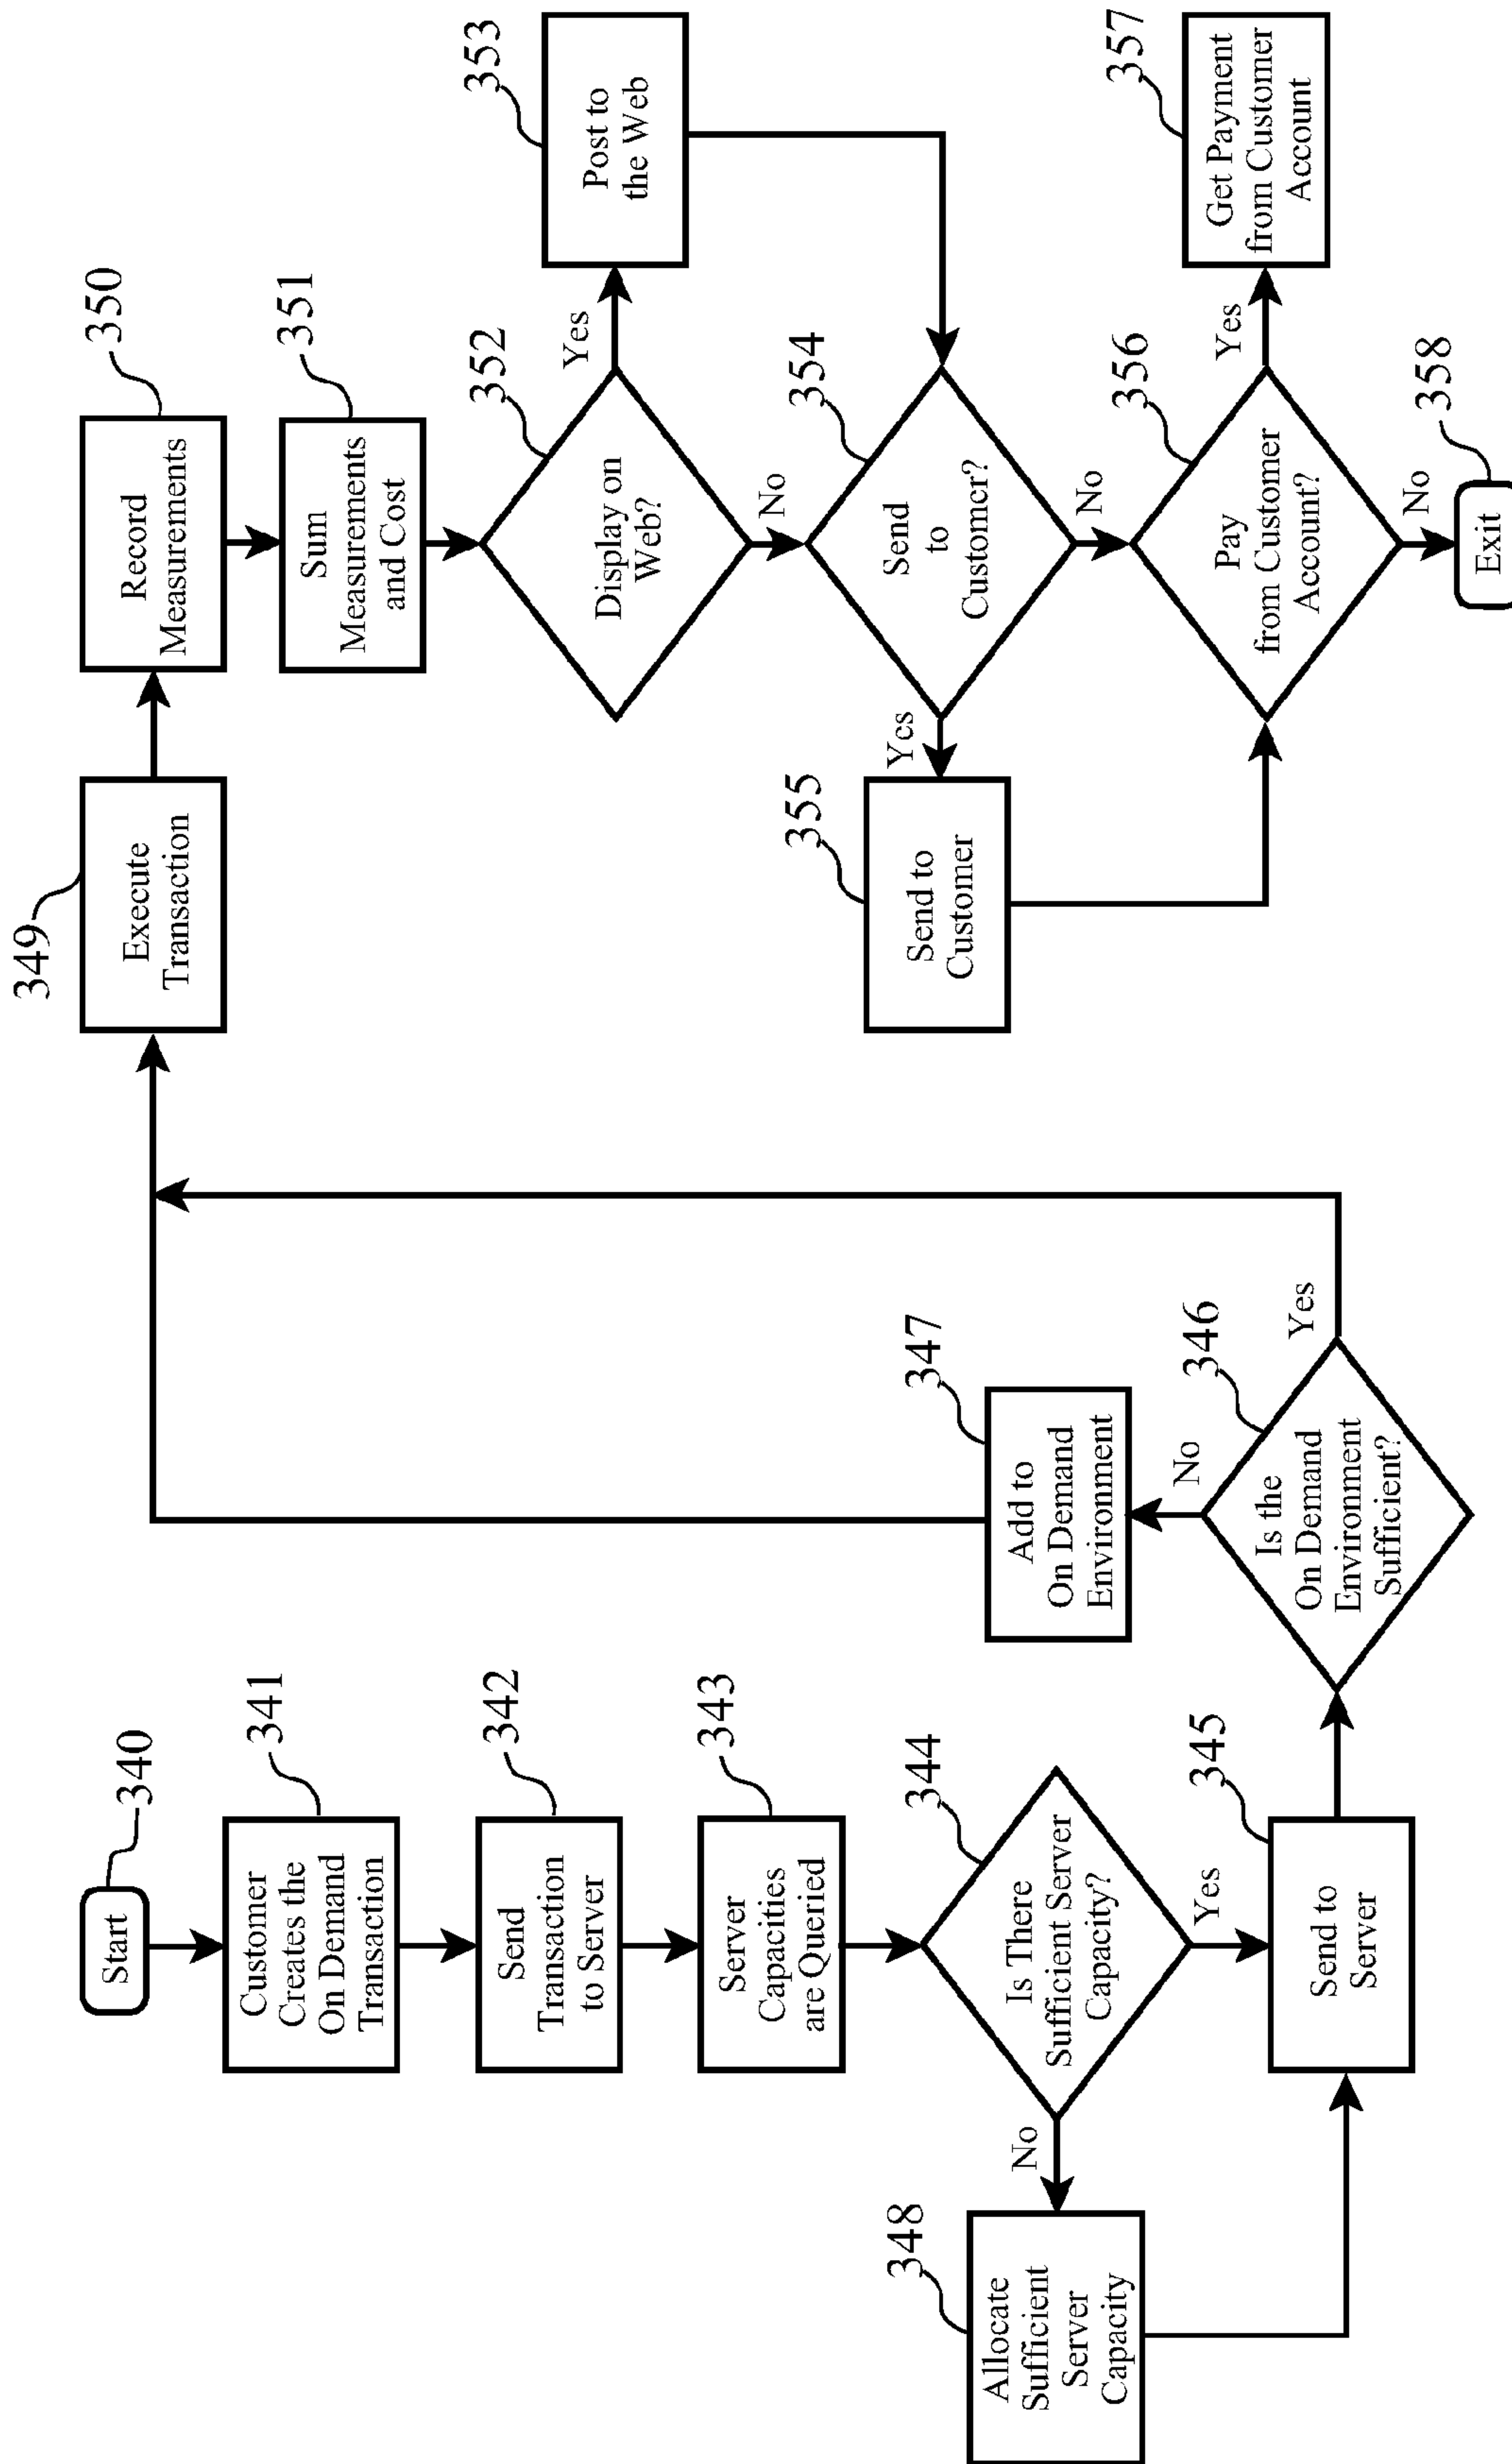 340
Start
341
Customer
Creates the
On Demand
Transaction
342
Send
Transaction
to Server
343
Server
Capacities
are Queried
344
Is There
Sufficient Server
Capacity?
No
Yes
348
Allocate
Sufficient
Server
Capacity
345
Send to
Server
346
Is the
On Demand
Environment
Sufficient?
No
Yes
347
Add to
On Demand
Environment
349
Execute
Transaction
350
Record
Measurements
351
Sum
Measurements
and Cost
352
Display on
Web?
Yes
No
353
Post to
the Web
354
Send
to
Customer?
Yes
No
355
Send to
Customer
356
Pay
from Customer
Account?
Yes
No
357
Get Payment
from Customer
Account
358
Exit